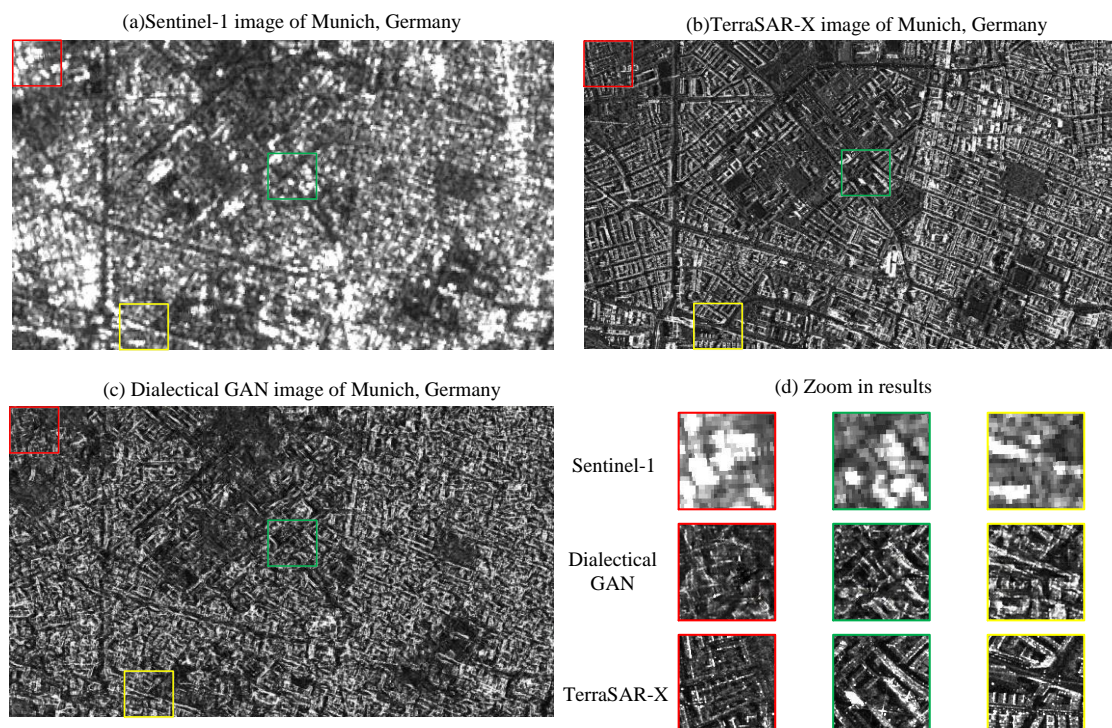 (a)Sentinel-1 image of Munich, Germany
(b)TerraSAR-X image of Munich, Germany
(c) Dialectical GAN image of Munich, Germany
(d) Zoom in results
Sentinel-1
Dialectical
GAN
TerraSAR-X